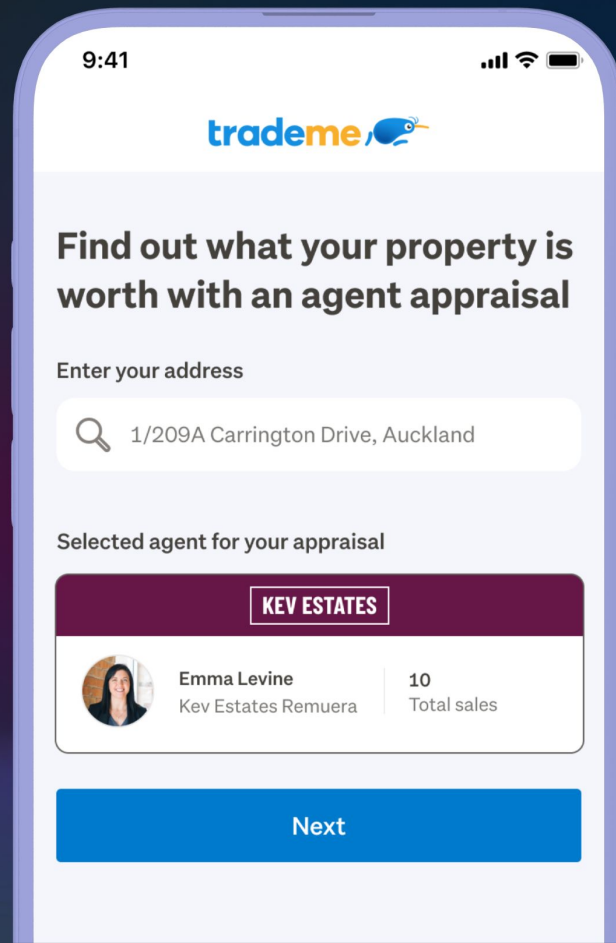 9:41
trademe
Find out what your property is
worth with an agent appraisal
Enter your address
1/209A Carrington Drive, Auckland
Selected agent for your appraisal
KEV ESTATES
Emma Levine
Kev Estates Remuera
10
Total sales
Next